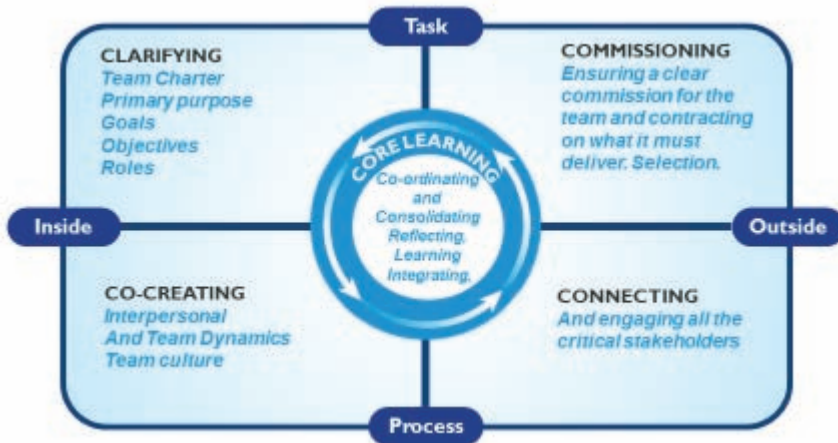 Task
CLARIFYING
Team Charter
Primary purpose
Goals
Objectives
Roles
COMMISSIONING
Ensuring a clear
commission for the
team and contracting
on what it must
deliver. Selection.
CORE LEARNING
Co-ordinating
and
Consolidating
Reflecting,
Learning
Integrating,
Inside
Outside
CO-CREATING
Interpersonal
And Team Dynamics
Team culture
CONNECTING
And engaging all the
critical stakeholders
Process